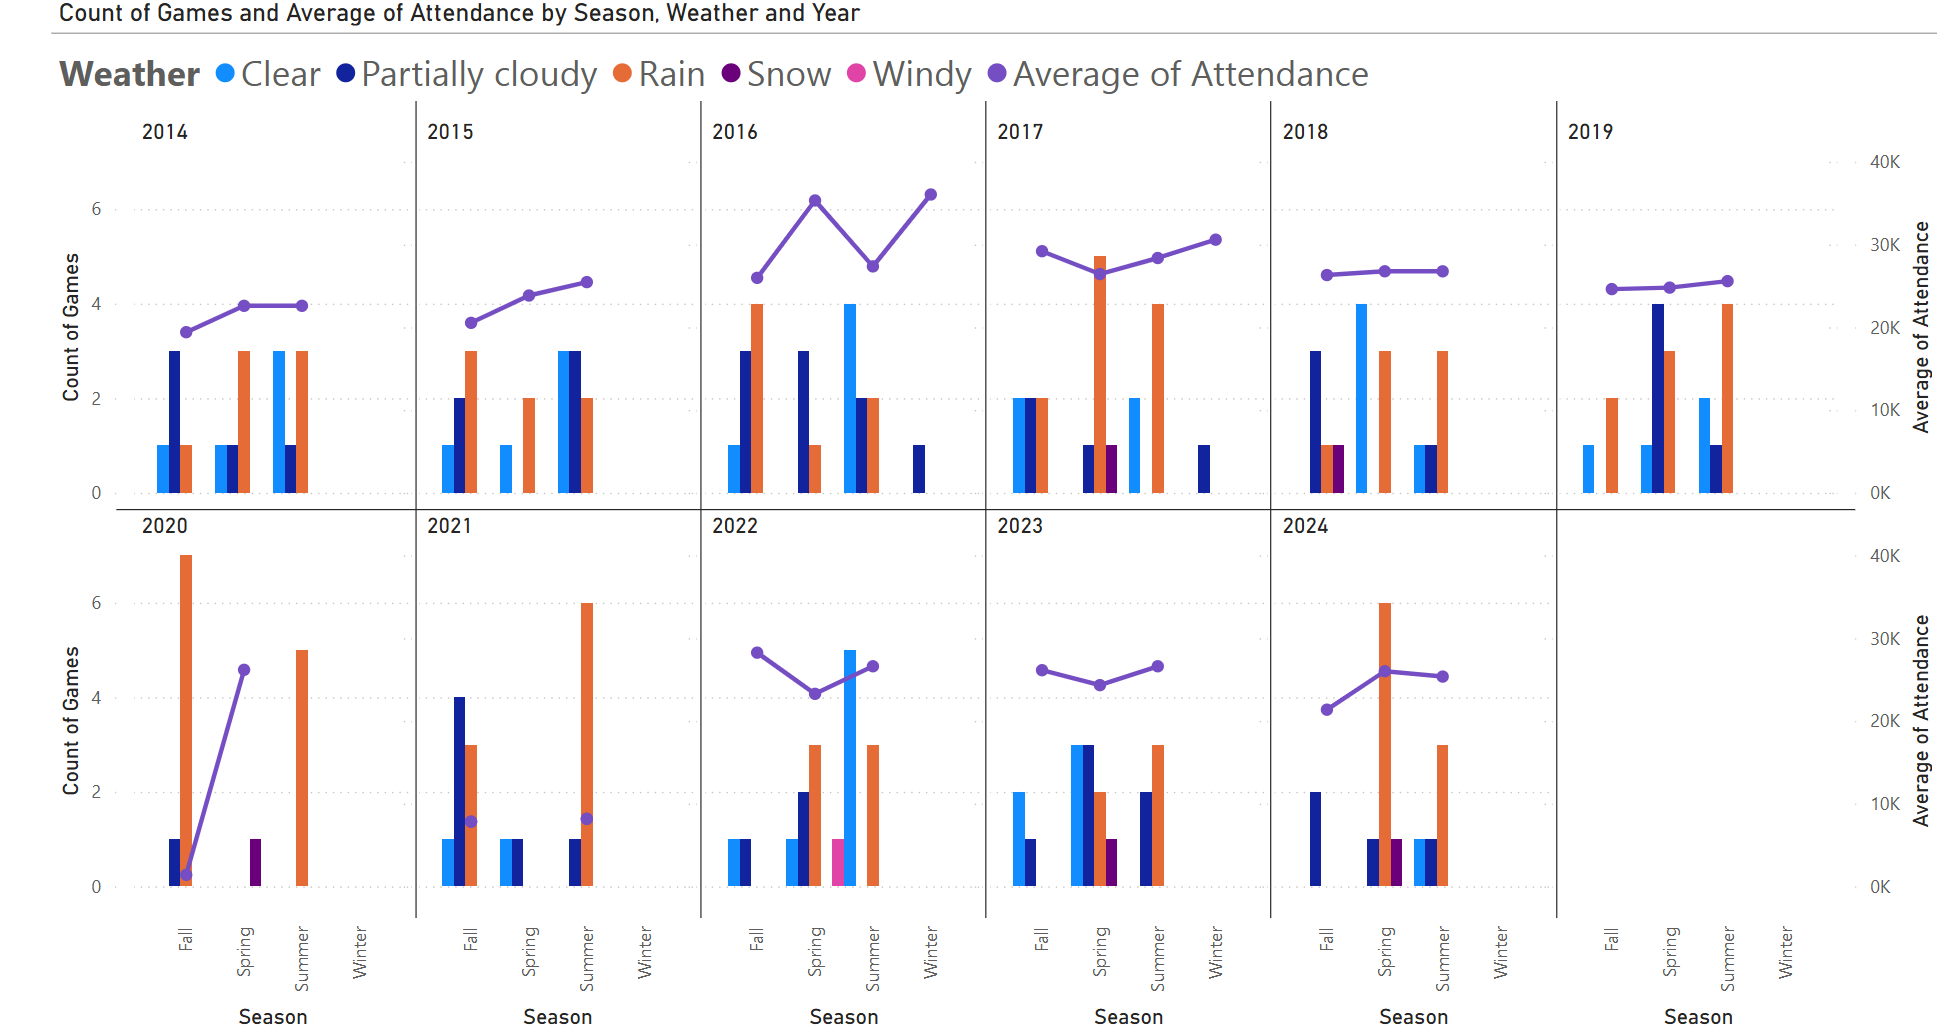 Count of Games and Average of Attendance by Season, Weather and Year
Weather Clear Partially cloudy Rain Snow Windy Average of Attendance
2014 2015 2016 2017 2018 2019
40K
6
30K
4
20K
2
10K
0
0K
Count of Games
Average of Attendance
2020 2021 2022 2023 2024
40K
6
30K
4
20K
2
10K
0
0K
Count of Games
Average of Attendance
Fall Spring Summer Winter Fall Spring Summer Winter Fall Spring Summer Winter Fall Spring Summer Winter Fall Spring Summer Winter Fall Spring Summer Winter
Season Season Season Season Season Season